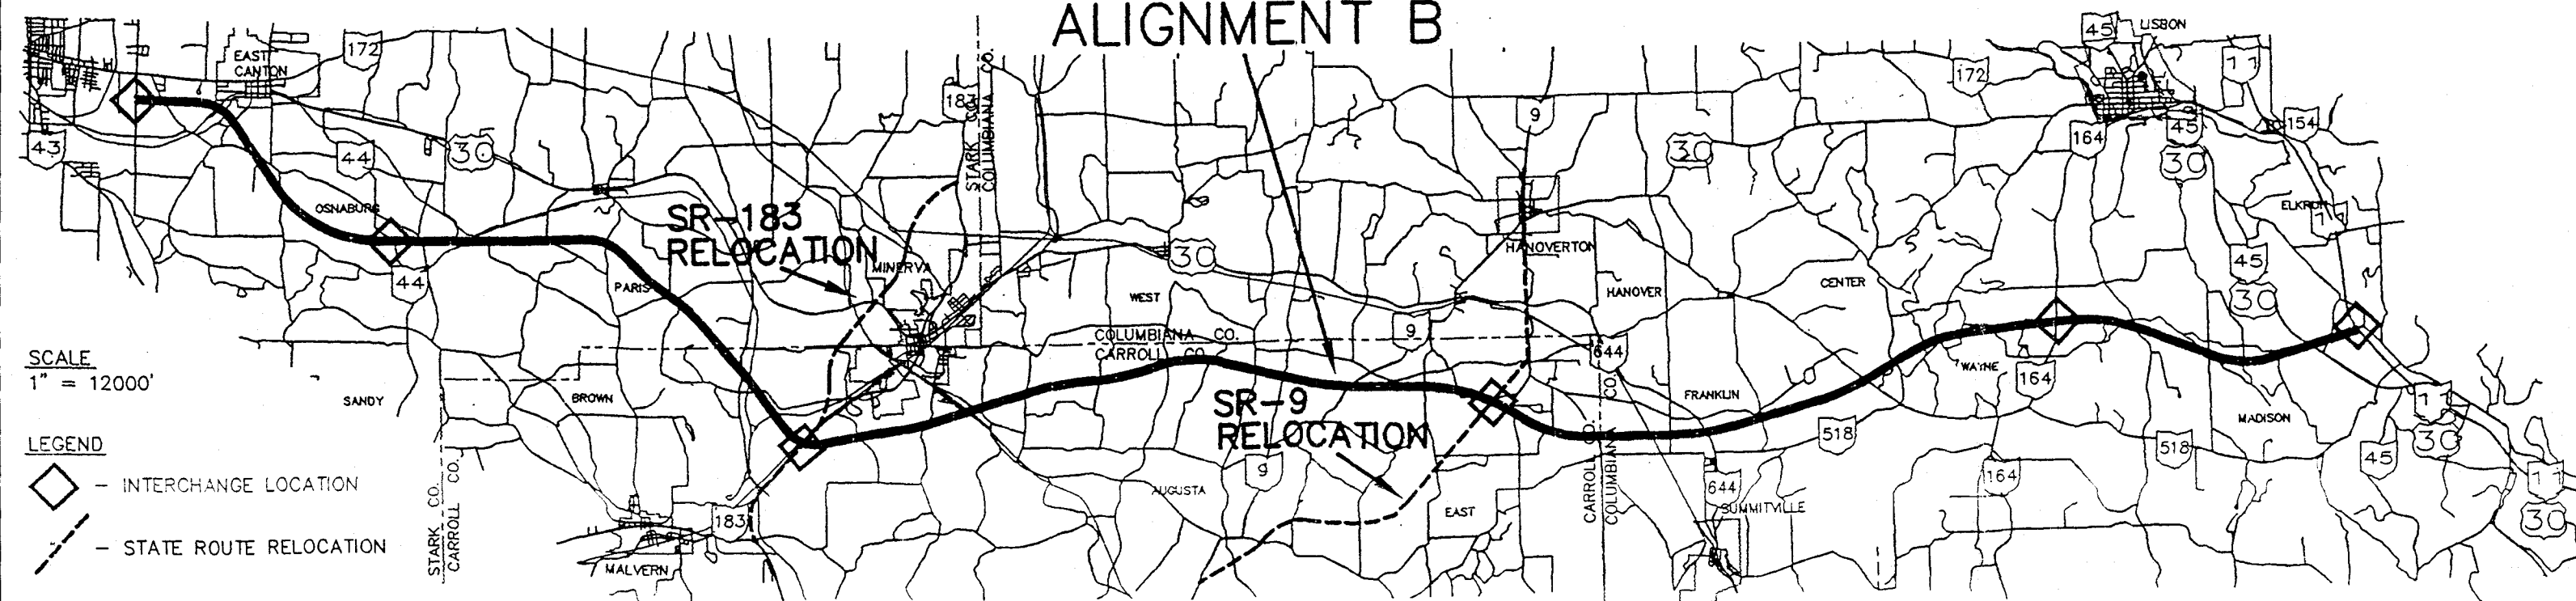 ALIGNMENT B
EAST
CANTON
172
43
44
30
OSNABURG
44
SR-183
RELOCATION
PARIS
MINERVA
183
STARK CO.
COLUMBIANA CO.
30
WEST
COLUMBIANA CO.
CARROLL CO.
9
HANOVERTON
9
HANOVER
30
172
45
LISBON
11
164
45
30
154
ELKRUN
11
CENTER
45
30
644
FRANKLIN
WAYNE
164
SR-9
RELOCATION
9
AUGUSTA
EAST
CARROLL CO.
COLUMBIANA CO.
644
SUMMITVILLE
518
164
518
MADISON
11
30
45
11
30
SCALE
1" = 12000'
SANDY
BROWN
STARK CO.
CARROLL CO.
183
MALVERN
LEGEND
- INTERCHANGE LOCATION
- STATE ROUTE RELOCATION